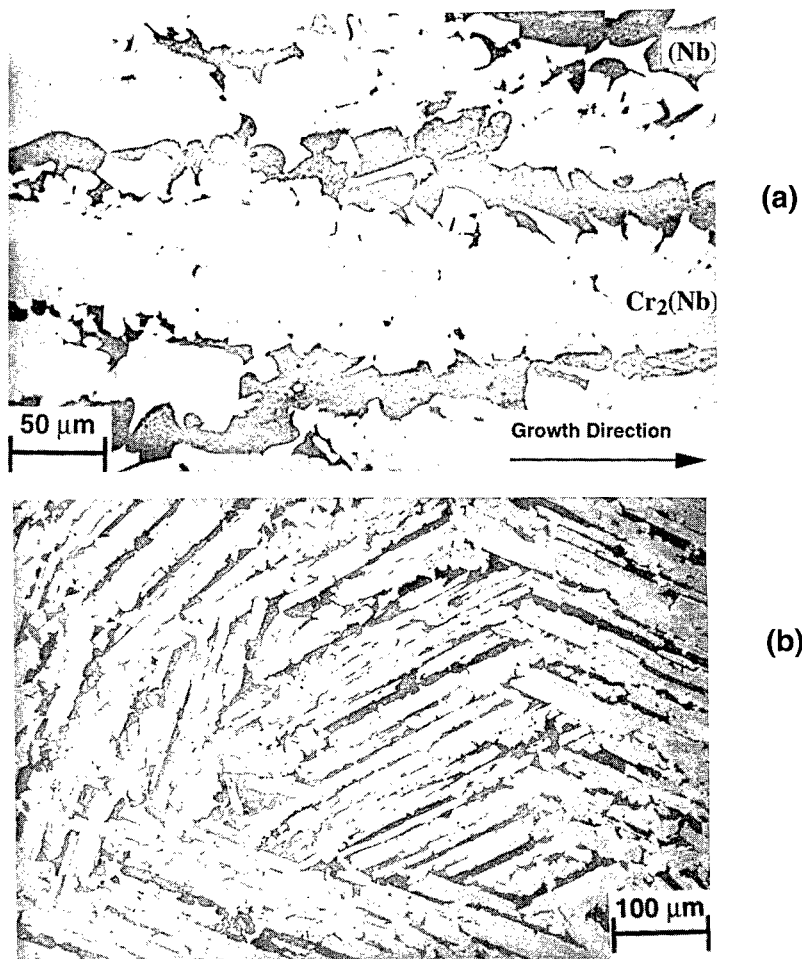 (Nb)
(a)
Cr₂(Nb)
50 µm
Growth Direction
(b)
100 µm